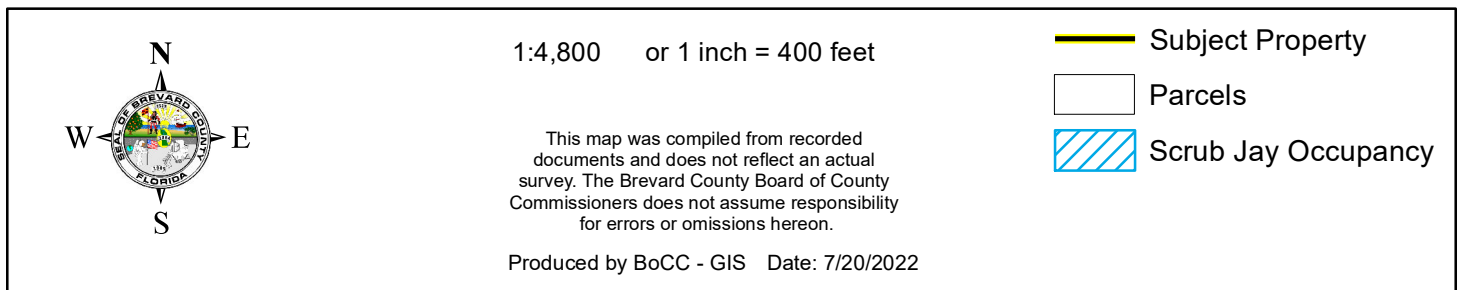 N
W
E
S
SEAL OF BREVARD COUNTY
FLORIDA
1:4,800 or 1 inch = 400 feet
This map was compiled from recorded
documents and does not reflect an actual
survey. The Brevard County Board of County
Commissioners does not assume responsibility
for errors or omissions hereon.
Produced by BoCC - GIS Date: 7/20/2022
Subject Property
Parcels
Scrub Jay Occupancy